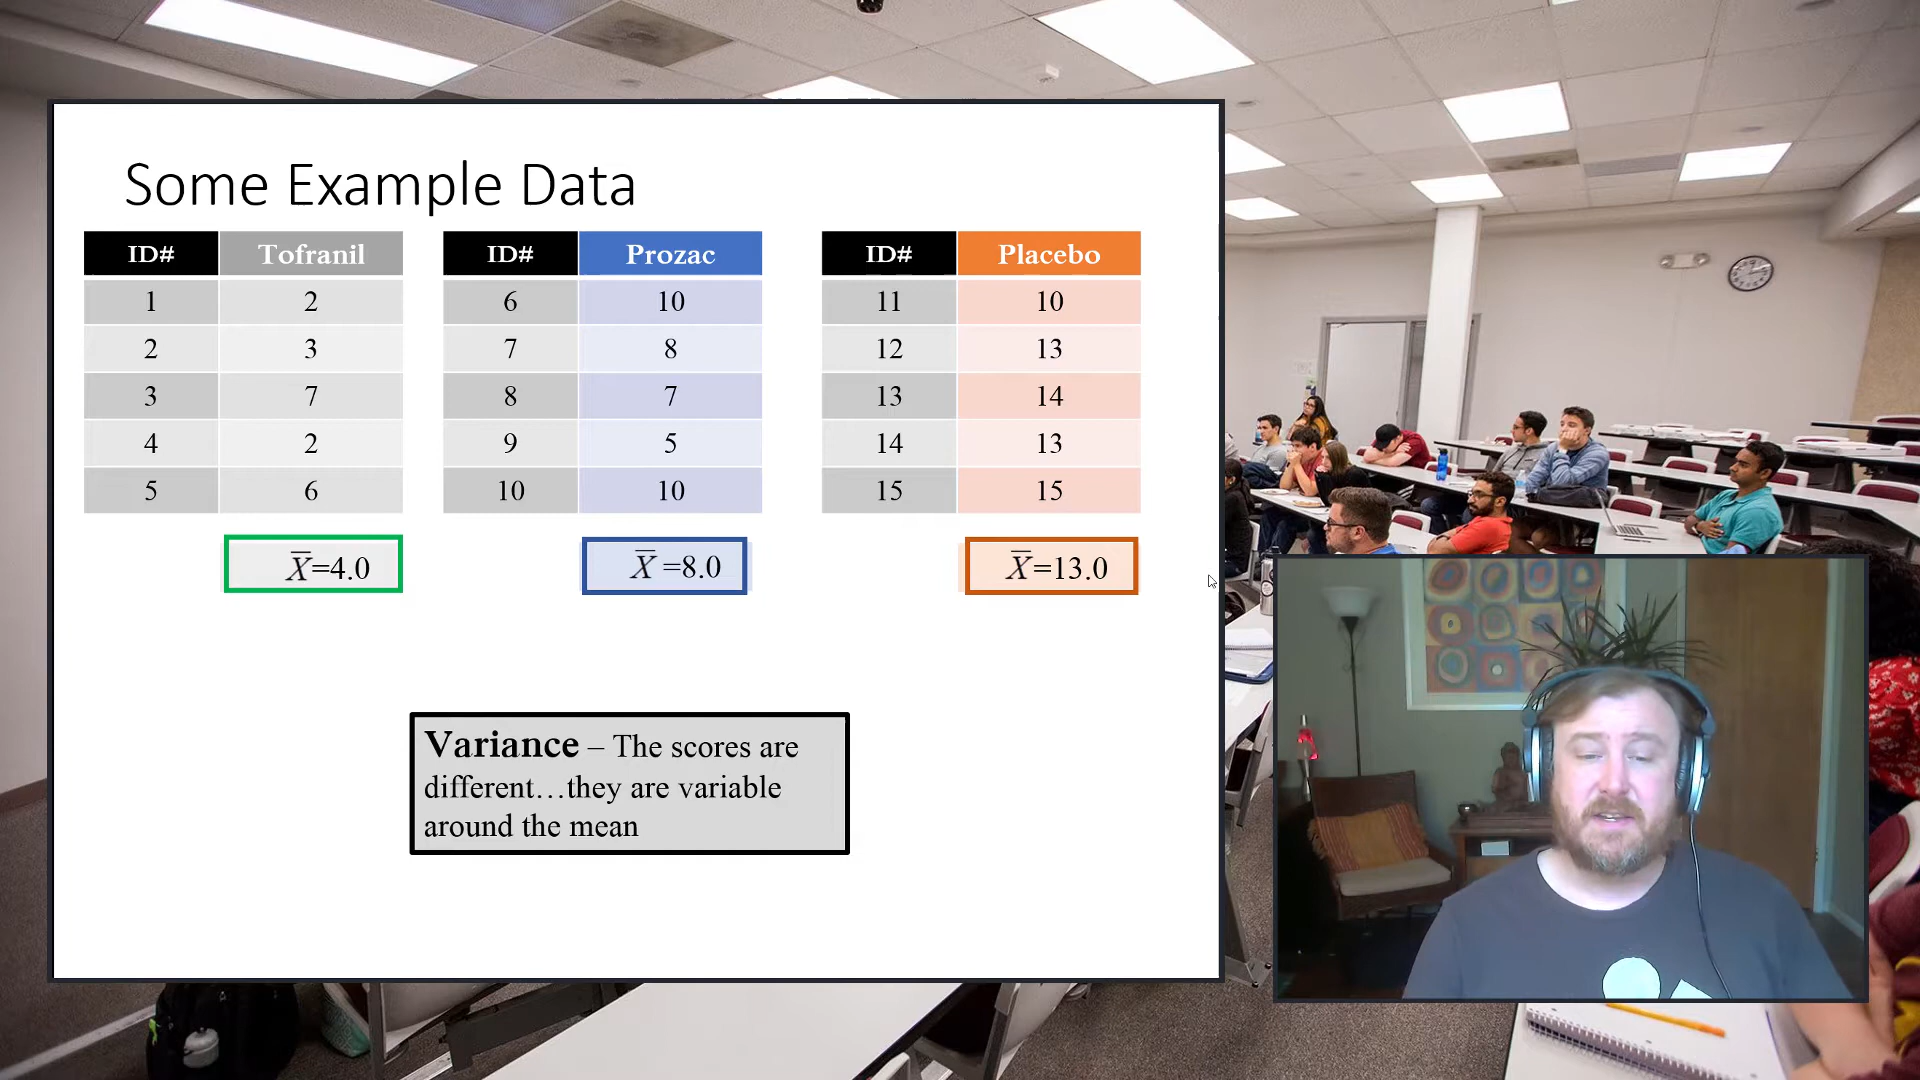 Some Example Data
ID# Tofranil ID# Prozac ID# Placebo
1 2 6 10 11 10
2 3 7 8 12 13
3 7 8 7 13 14
4 2 9 5 14 13
5 6 10 10 15 15
X̅=4.0 X̅ =8.0 X̅=13.0
Variance – The scores are
different…they are variable
around the mean